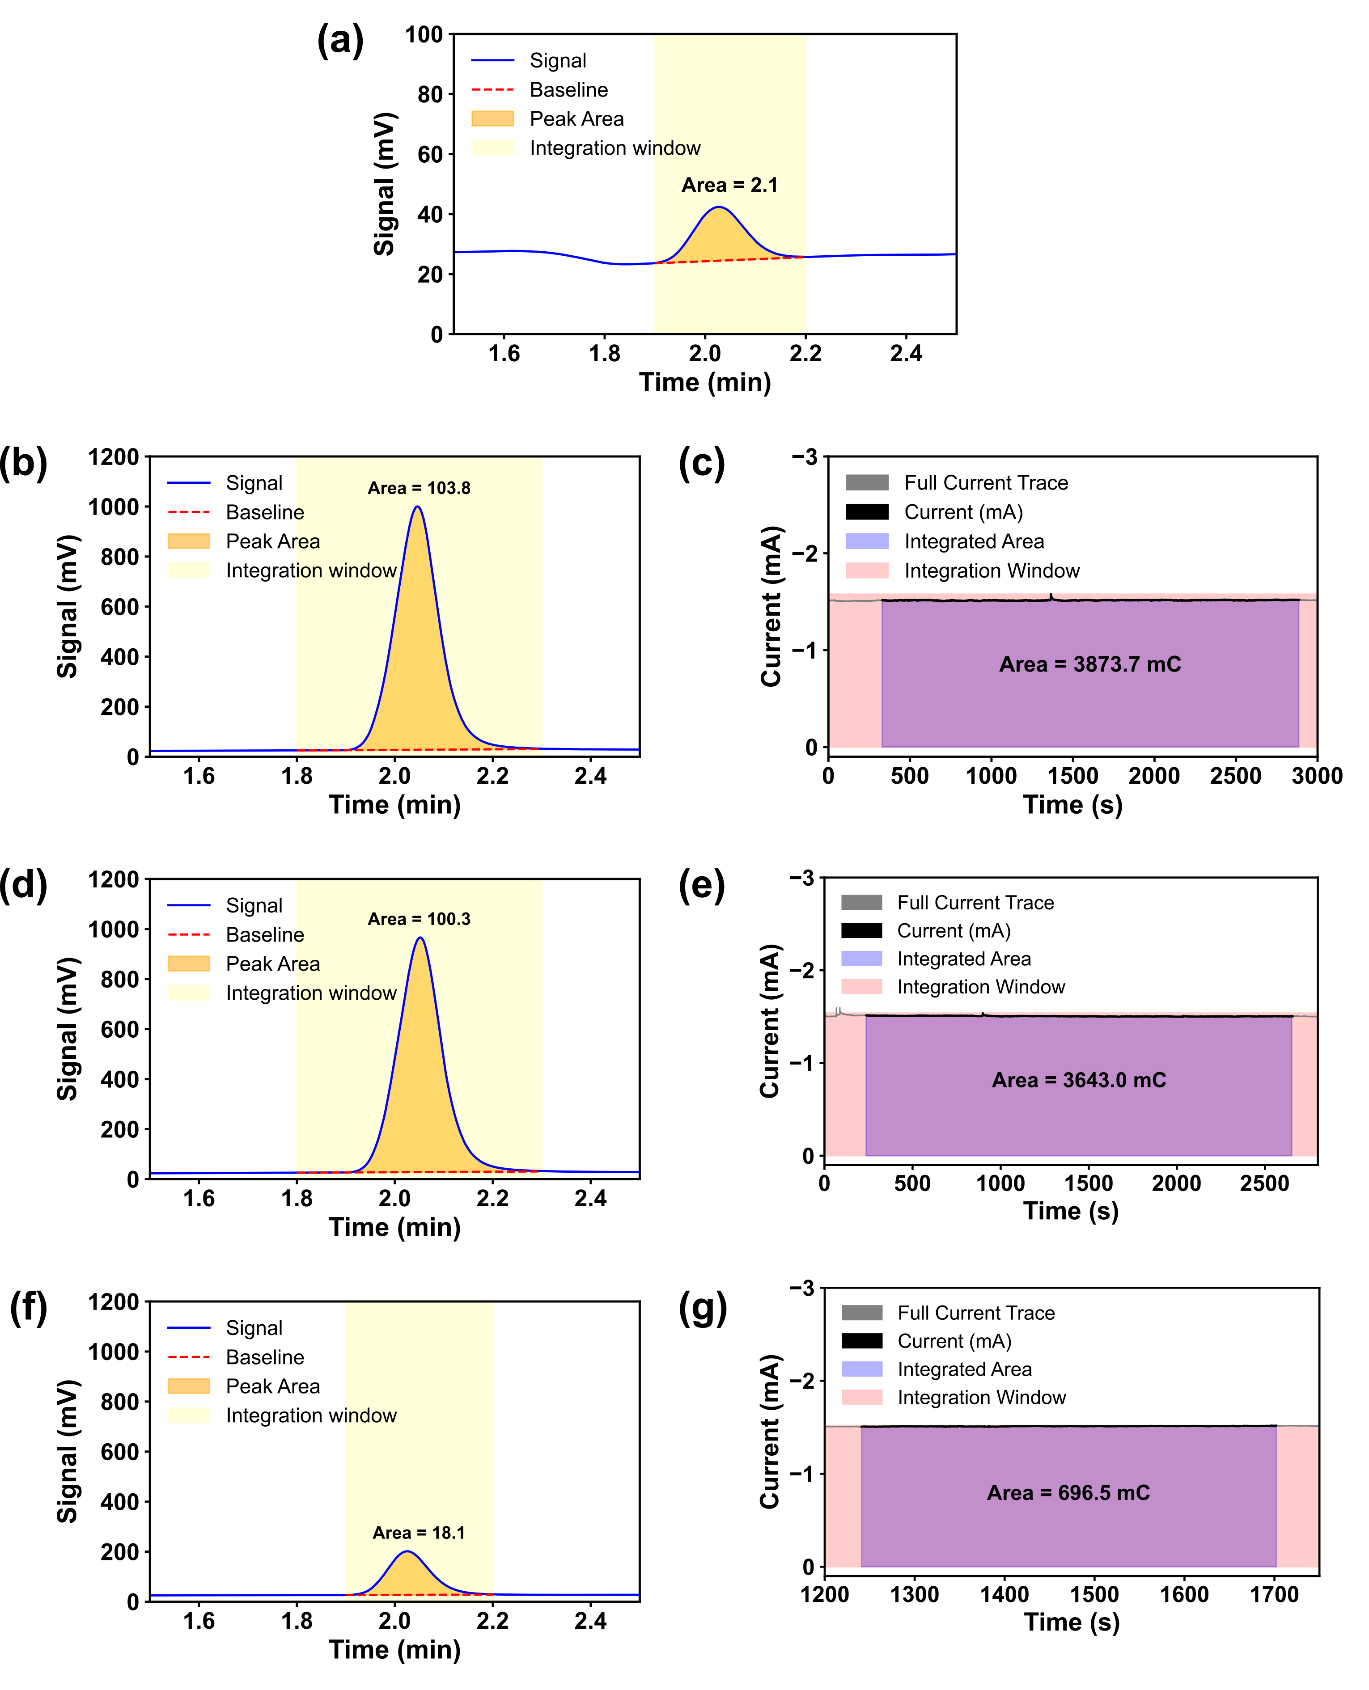 (a)
100
80
60
40
20
0
Signal (mV)
Signal
Baseline
Peak Area
Integration window
Area = 2.1
1.6 1.8 2.0 2.2 2.4
Time (min)
(b)
1200
1000
800
600
400
200
0
Signal (mV)
Signal
Baseline
Peak Area
Integration window
Area = 103.8
1.6 1.8 2.0 2.2 2.4
Time (min)
(c)
−3
−2
−1
0
Current (mA)
Full Current Trace
Current (mA)
Integrated Area
Integration Window
Area = 3873.7 mC
0 500 1000 1500 2000 2500 3000
Time (s)
(d)
1200
1000
800
600
400
200
0
Signal (mV)
Signal
Baseline
Peak Area
Integration window
Area = 100.3
1.6 1.8 2.0 2.2 2.4
Time (min)
(e)
−3
−2
−1
0
Current (mA)
Full Current Trace
Current (mA)
Integrated Area
Integration Window
Area = 3643.0 mC
0 500 1000 1500 2000 2500
Time (s)
(f)
1200
1000
800
600
400
200
0
Signal (mV)
Signal
Baseline
Peak Area
Integration window
Area = 18.1
1.6 1.8 2.0 2.2 2.4
Time (min)
(g)
−3
−2
−1
0
Current (mA)
Full Current Trace
Current (mA)
Integrated Area
Integration Window
Area = 696.5 mC
1200 1300 1400 1500 1600 1700
Time (s)